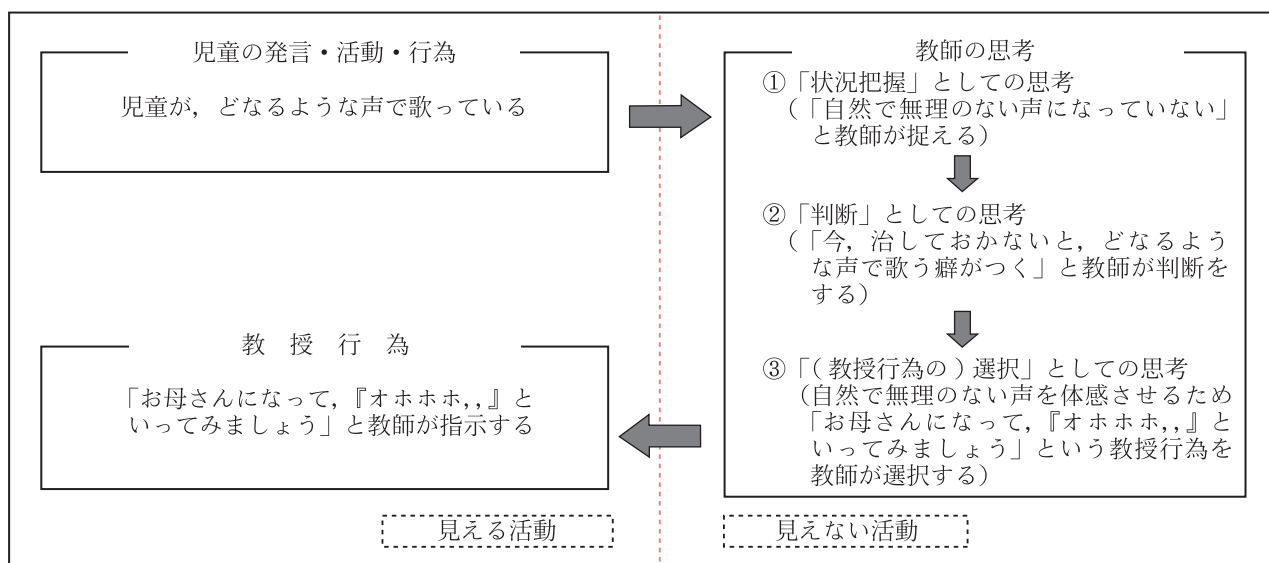 児童の発言・活動・行為
児童が，どなるような声で歌っている
教師の思考
①「状況把握」としての思考
（「自然で無理のない声になっていない」
と教師が捉える）
②「判断」としての思考
（「今，治しておかないと，どなるよう
な声で歌う癖がつく」と教師が判断を
する）
③「(教授行為の)選択」としての思考
（自然で無理のない声を体感させるため
「お母さんになって，『オホホホ，，』と
いってみましょう」という教授行為を
教師が選択する）
教　授　行　為
「お母さんになって，『オホホホ，，』と
いってみましょう」と教師が指示する
見える活動
見えない活動